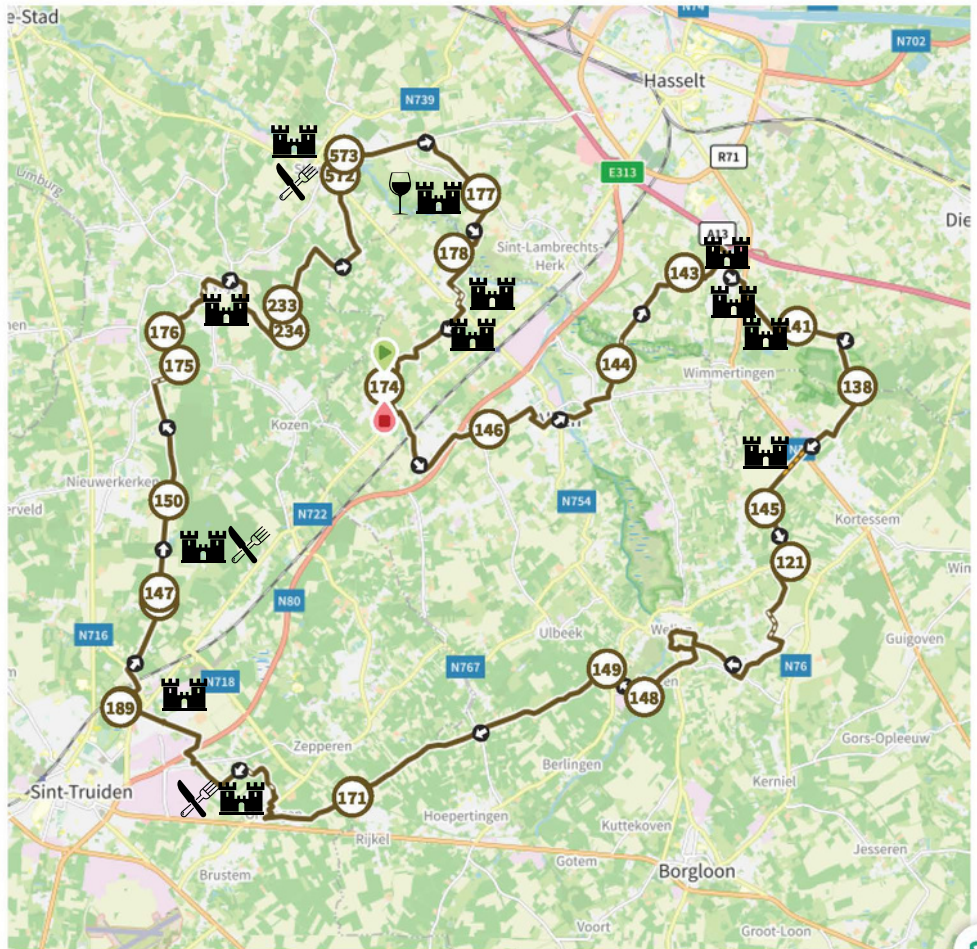 e-Stad
N74
N702
Hasselt
N739
R71
573
572
E313
Limburg
177
Die
A13
178
Sint-Lambrechts-
Herk
143
233
234
176
141
175
144
Wimmertingen
138
174
Kozen
146
Nieuwerkerken
150
N722
N754
145
Kortessem
erveld
121
Win
147
N80
N716
Ulbeek
Guigoven
N718
N767
149
N76
148
189
Zepperen
Gors-Opleeuw
Berlingen
Sint-Truiden
171
Kerniel
Hoepertingen
Rijkel
Kuttekoven
Jesseren
Brustem
Gotem
Borgloon
Voort
Groot-Loon